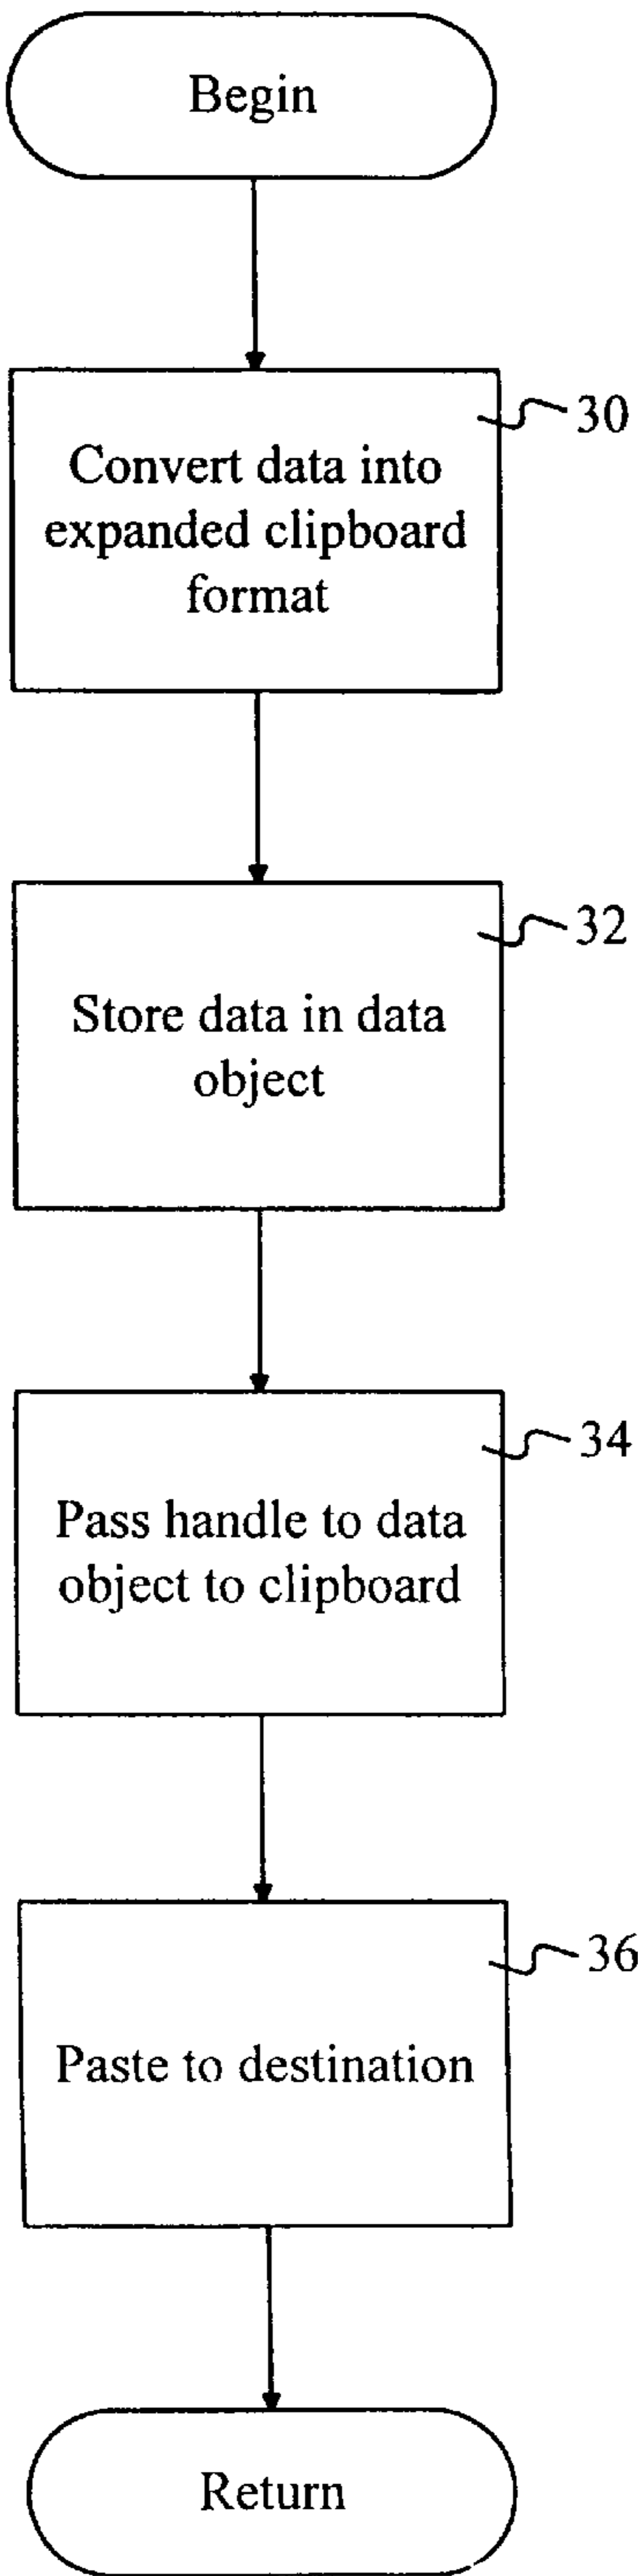 Begin
30
Convert data into
expanded clipboard
format
32
Store data in data
object
34
Pass handle to data
object to clipboard
36
Paste to destination
Return